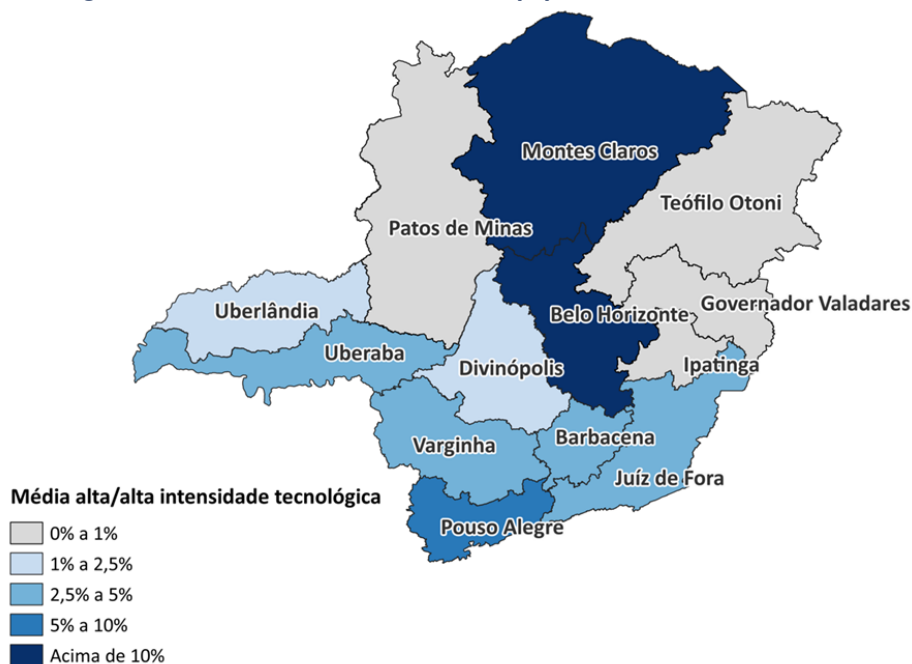 Montes Claros
Teófilo Otoni
Patos de Minas
Governador Valadares
Uberlândia
Belo Horizonte
Uberaba
Ipatinga
Divinópolis
Barbacena
Varginha
Juíz de Fora
Pouso Alegre
Média alta/alta intensidade tecnológica
0% a 1%
1% a 2,5%
2,5% a 5%
5% a 10%
Acima de 10%